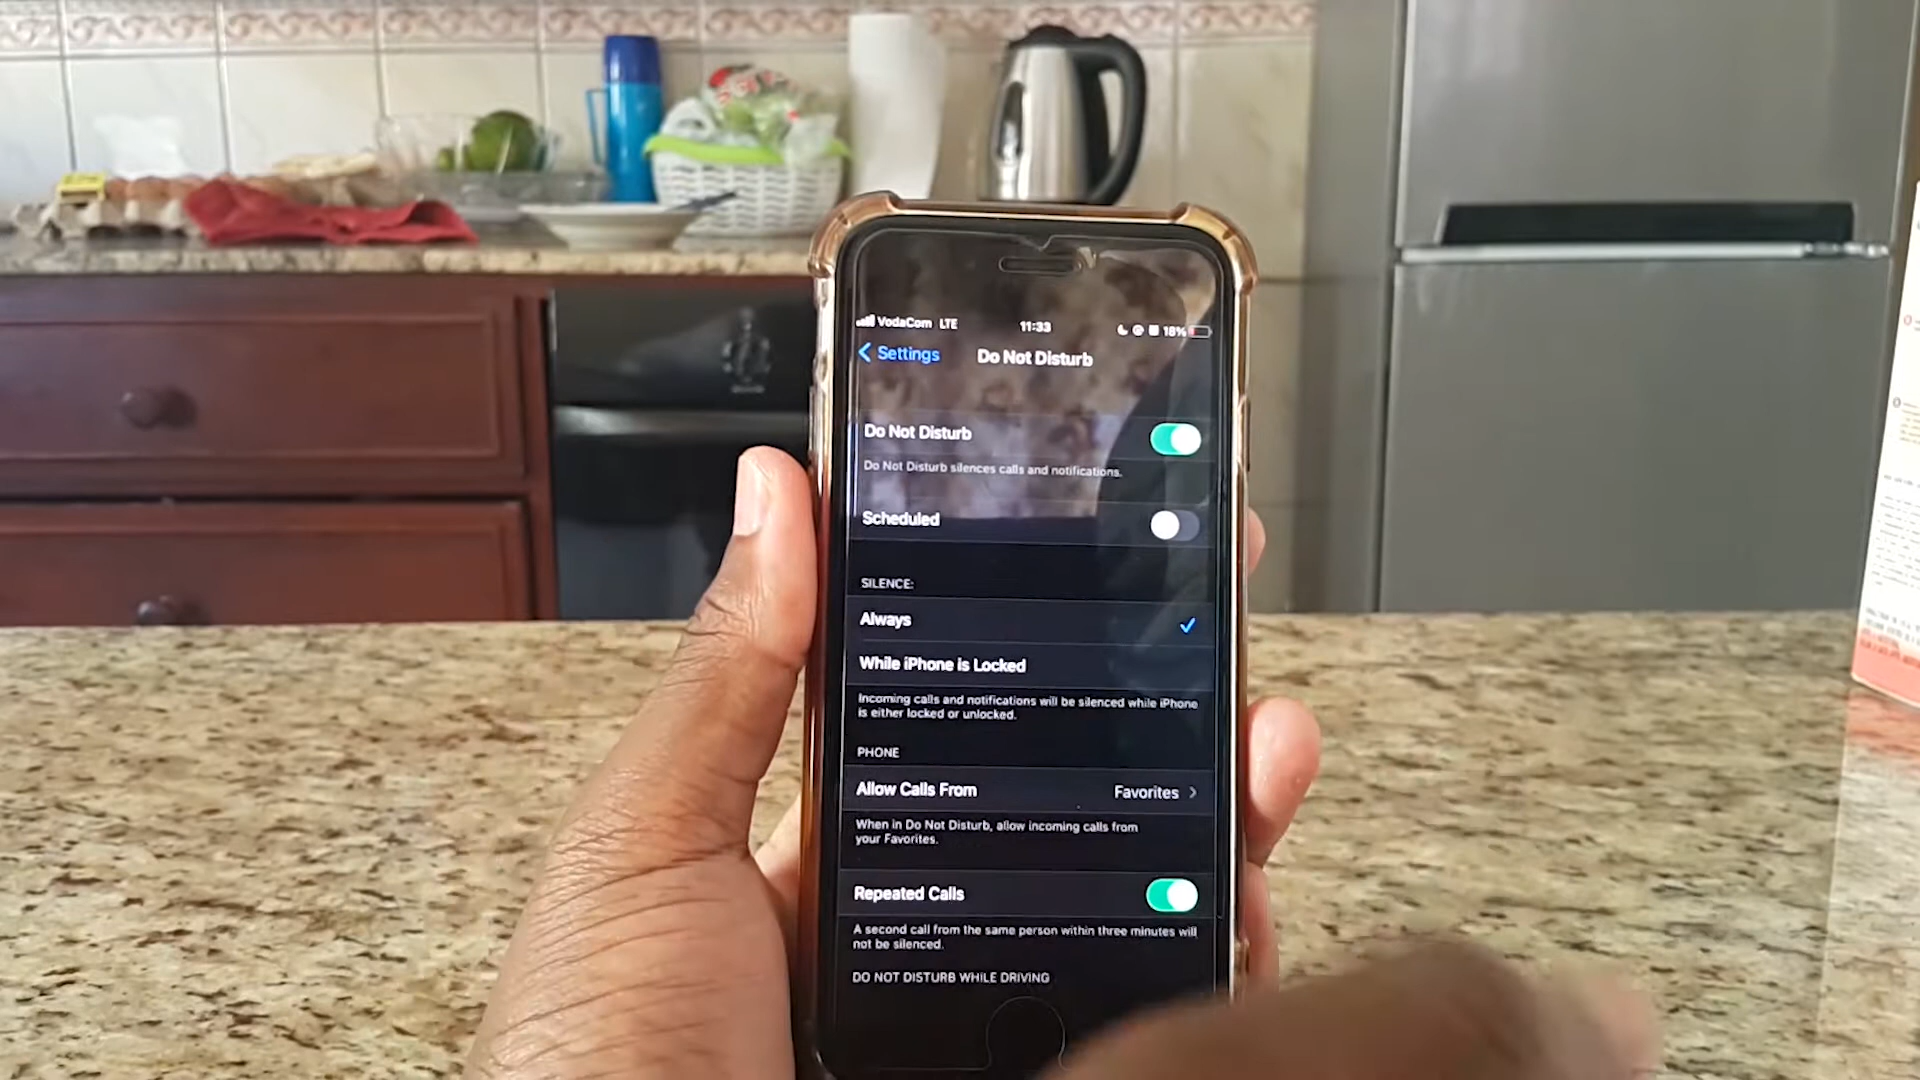 VodaCom LTE 11:33 18%
Settings Do Not Disturb
Do Not Disturb
Do Not Disturb silences calls and notifications.
Scheduled
SILENCE:
Always
While iPhone is Locked
Incoming calls and notifications will be silenced while iPhone
is either locked or unlocked.
PHONE
Allow Calls From Favorites
When in Do Not Disturb, allow incoming calls from
your Favorites.
Repeated Calls
A second call from the same person within three minutes will
not be silenced.
DO NOT DISTURB WHILE DRIVING